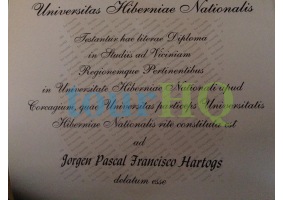 Universitas Hiberniae Nationalis
Testantur hae literae Diploma
in Studiis ad Viciniam
Regionemque Pertinentibus
in Universitate Hiberniae Nationis apud
Corcagiam, quae Universitas particeps Universitatis
Hiberniae Nationalis rite constituta est
ad
Jorgen Pascal Francisco Hartogs
delatum esse